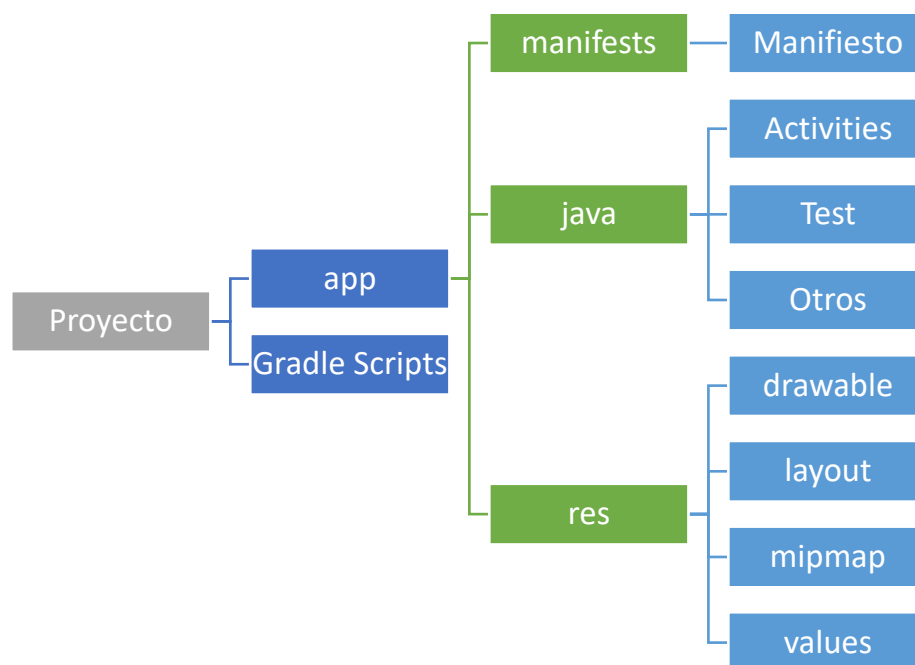 Proyecto
app
Gradle Scripts
manifests
java
res
Manifiesto
Activities
Test
Otros
drawable
layout
mipmap
values